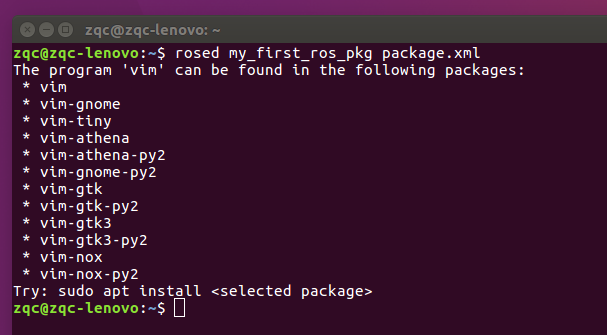 zqc@zqc-lenovo: ~
zqc@zqc-lenovo:~$ rosed my_first_ros_pkg package.xml
The program 'vim' can be found in the following packages:
 * vim
 * vim-gnome
 * vim-tiny
 * vim-athena
 * vim-athena-py2
 * vim-gnome-py2
 * vim-gtk
 * vim-gtk-py2
 * vim-gtk3
 * vim-gtk3-py2
 * vim-nox
 * vim-nox-py2
Try: sudo apt install <selected package>
zqc@zqc-lenovo:~$